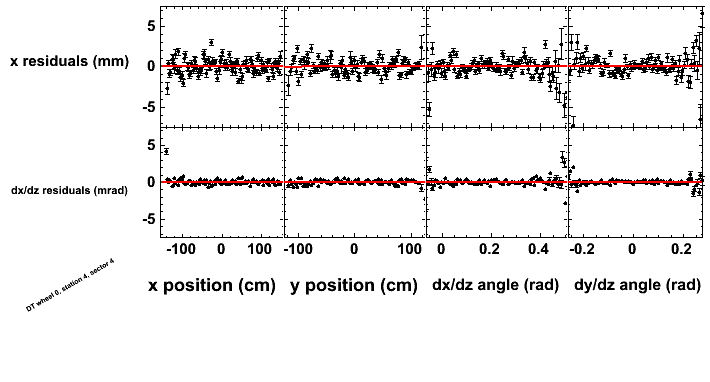 5
x residuals (mm)
0
-5
5
dx/dz residuals (mrad)
0
-5
-100 0 100 -100 0 100 0 0.2 0.4 -0.2 0 0.2
x position (cm) y position (cm) dx/dz angle (rad) dy/dz angle (rad)
DT wheel 0, station 4, sector 4